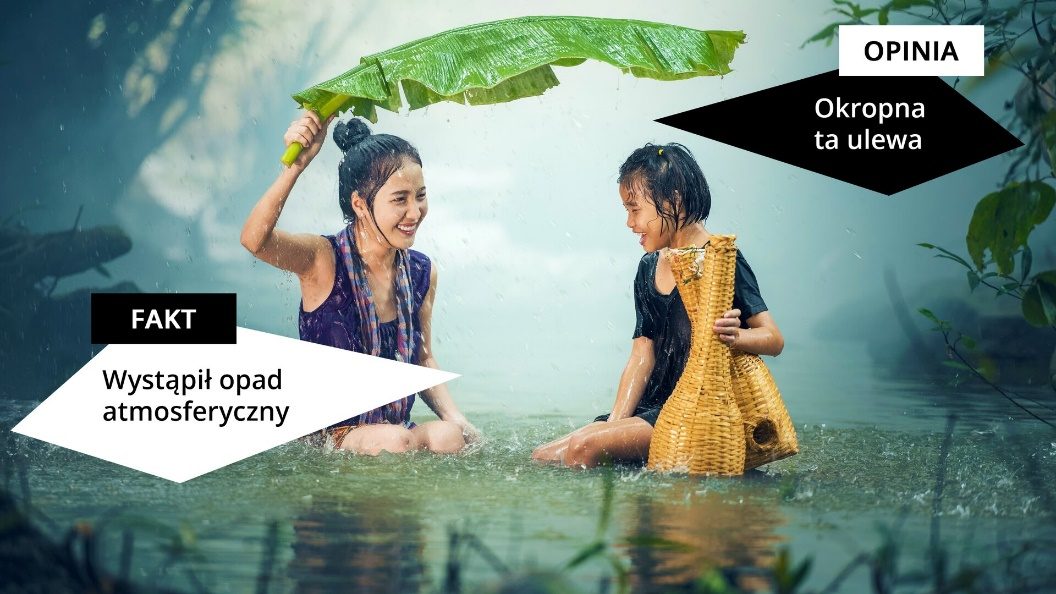 OPINIA
Okropna
ta ulewa
FAKT
Wystąpił opad
atmosferyczny